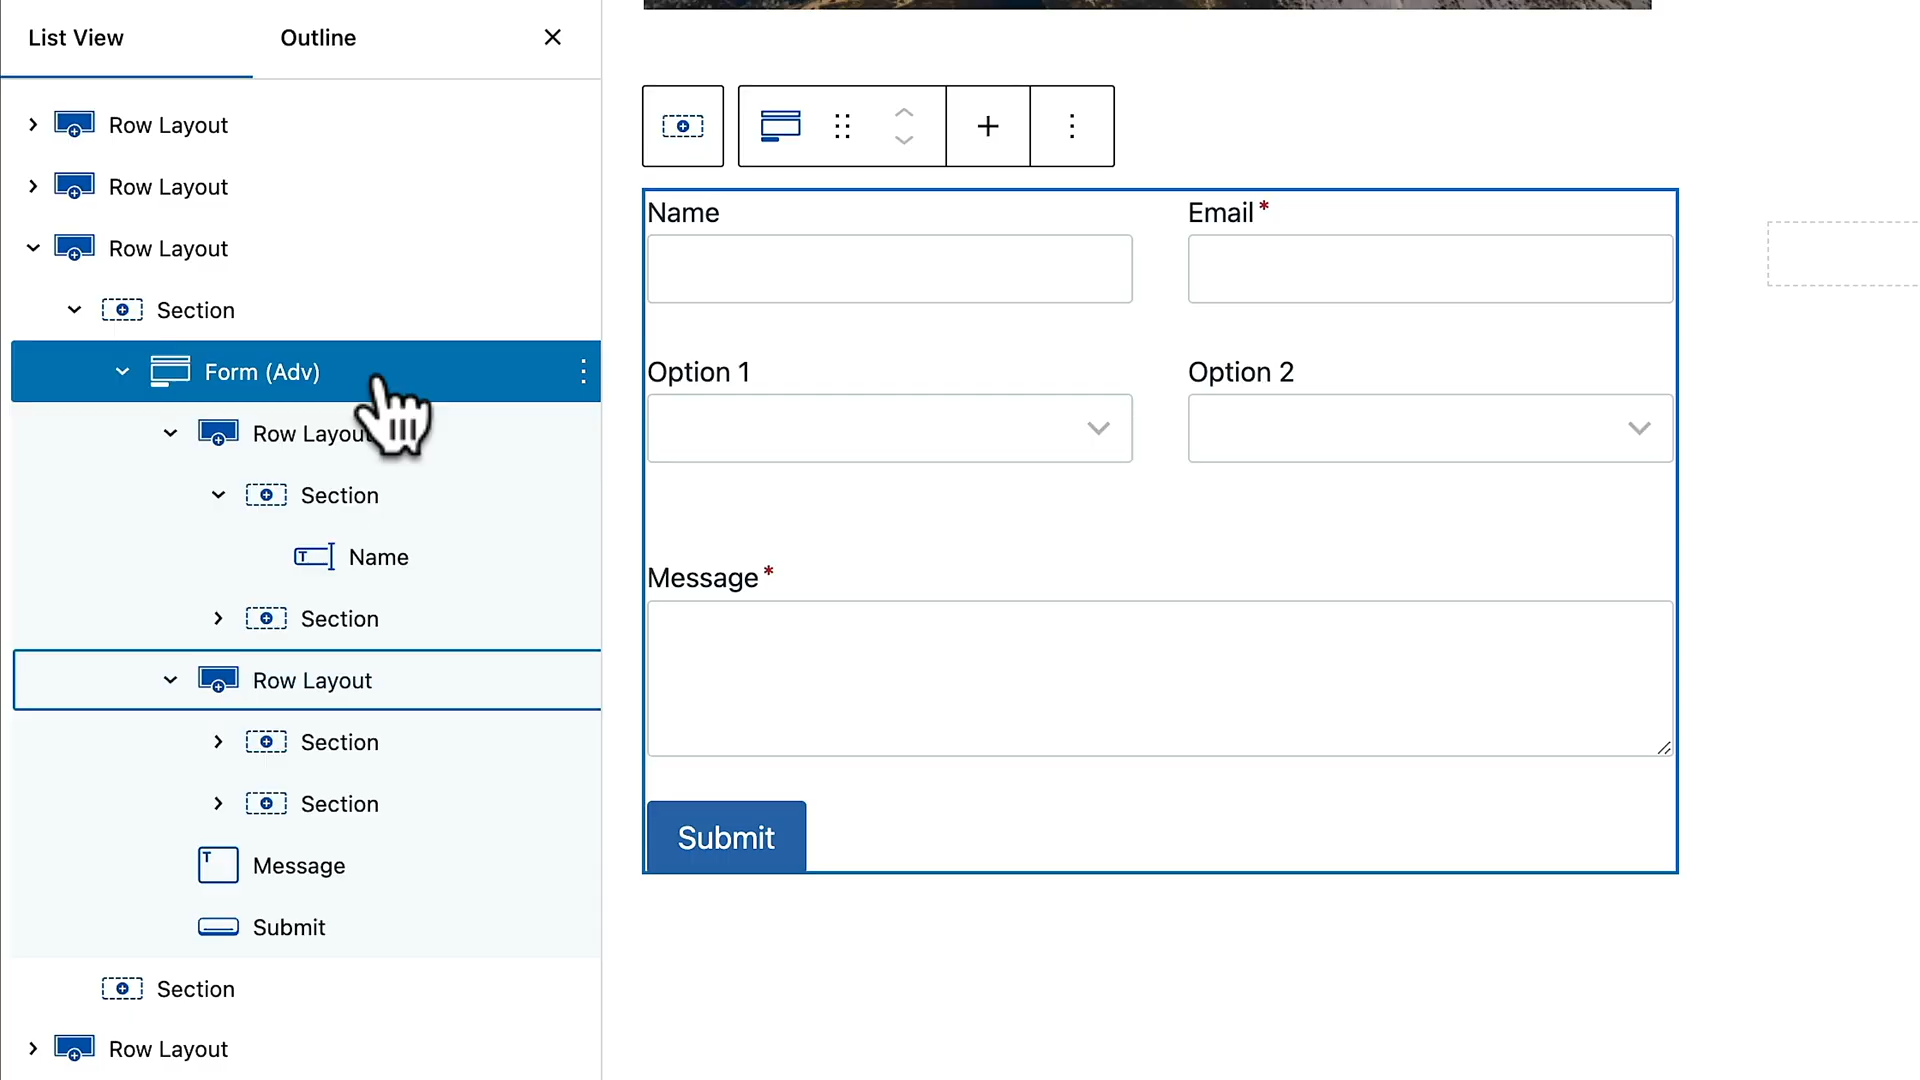 List View
Outline
Row Layout
Row Layout
Row Layout
Section
Form (Adv)
Row Layout
Section
Name
Section
Row Layout
Section
Section
Message
Submit
Section
Row Layout
Name
Email *
Option 1
Option 2
Message *
Submit